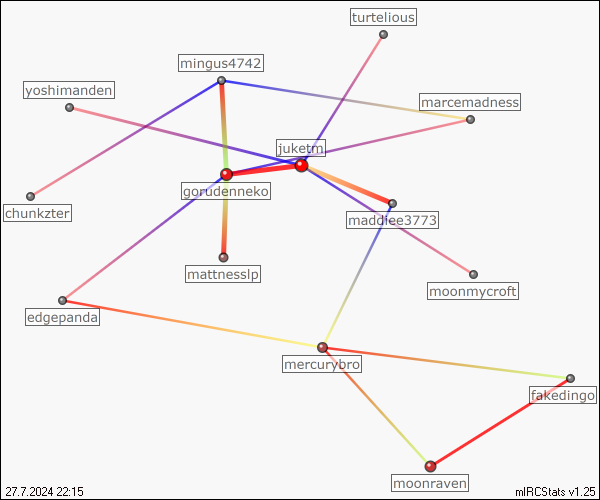 turtelious
mingus4742
yoshimanden
marcemadness
juketm
gorudenneko
chunkzter
maddiee3773
mattnesslp
moonmycroft
edgepanda
mercurybro
fakedingo
moonraven
27.7.2024 22:15
mIRCStats v1.25